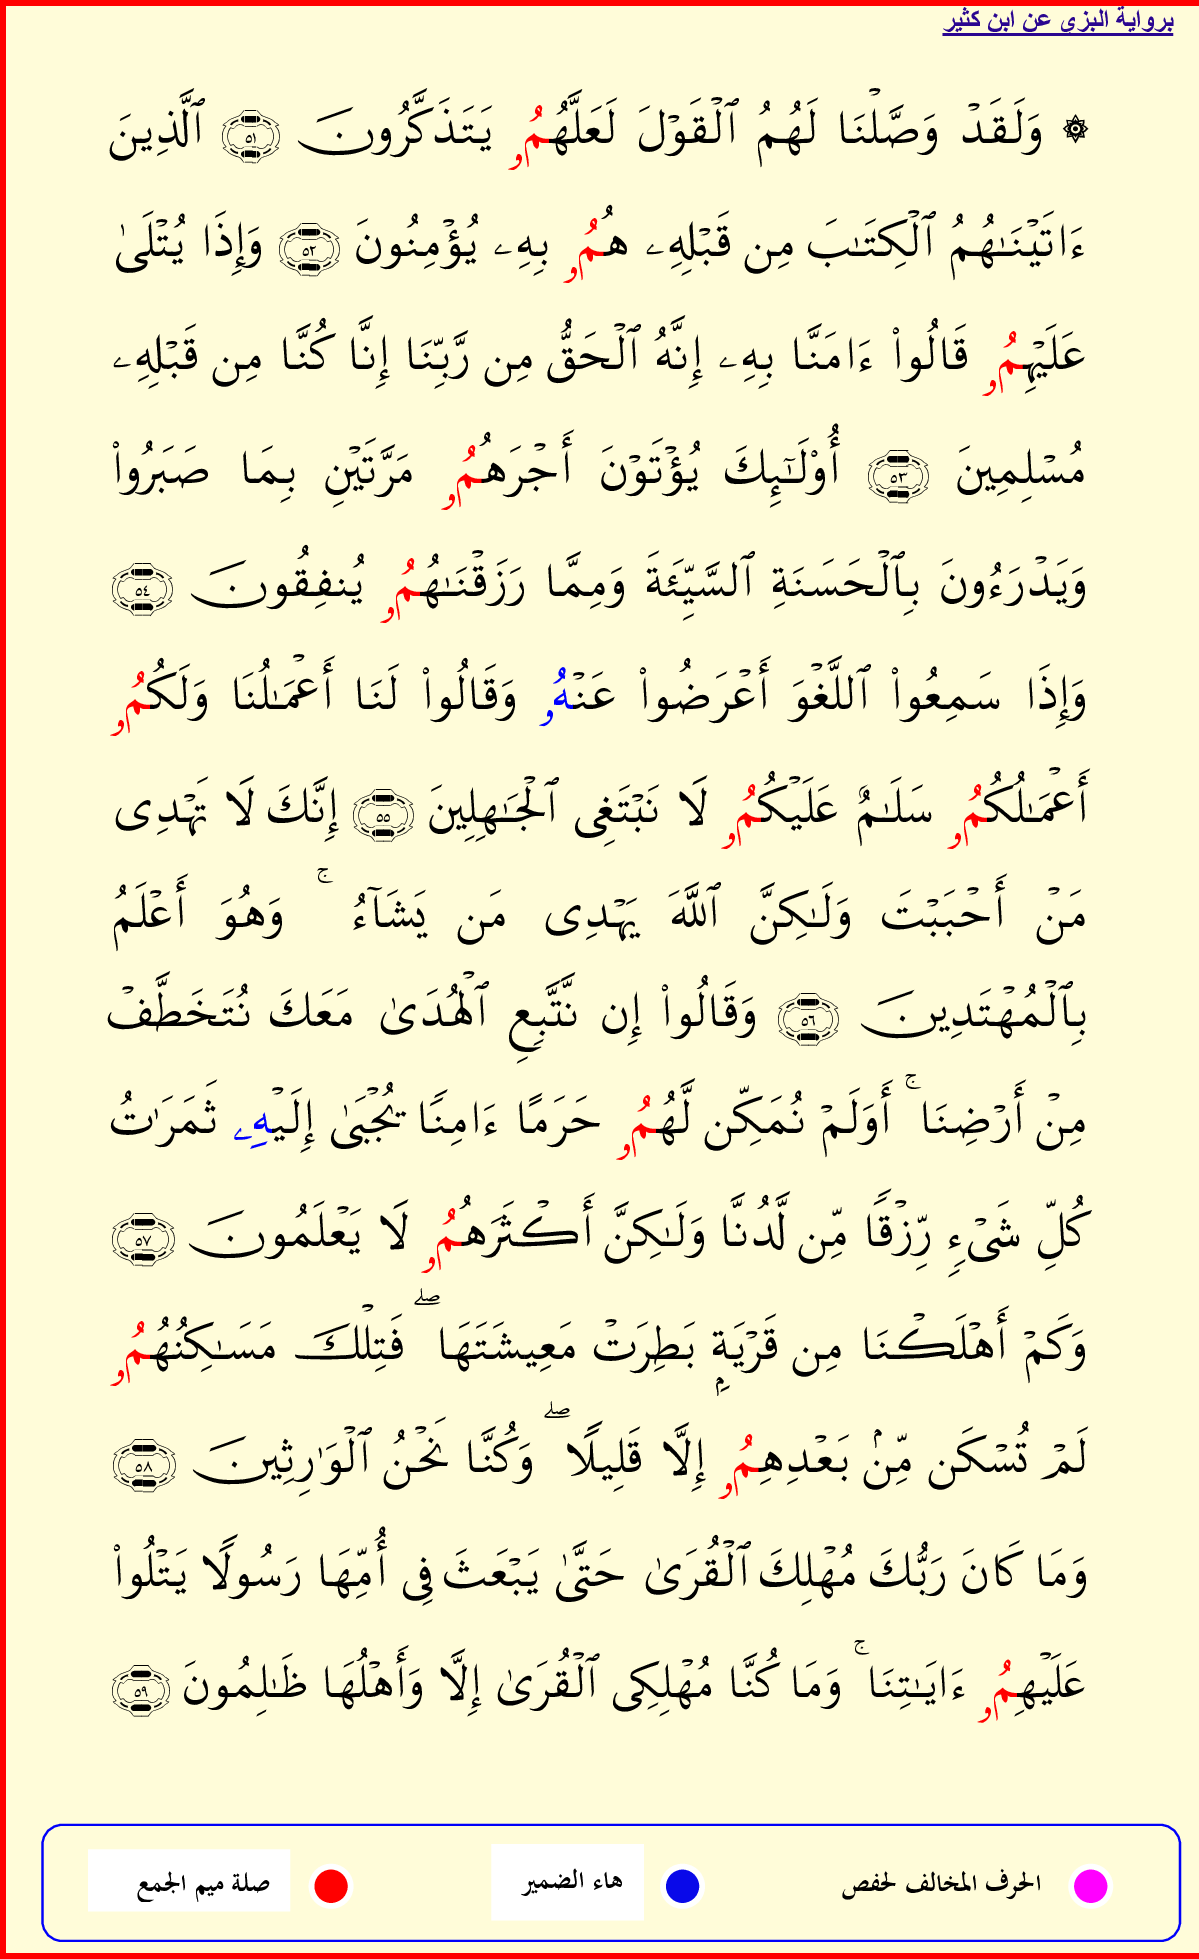 برواية البزى عن ابن كثير
۞ وَلَقَدۡ وَصَّلۡنَا لَهُمُ ٱلۡقَوۡلَ لَعَلَّهُمُۥ يَتَذَكَّرُونَ ٥١ ٱلَّذِينَ
ءَاتَيۡنَٰهُمُ ٱلۡكِتَٰبَ مِن قَبۡلِهِۦ هُمُۥ بِهِۦ يُؤۡمِنُونَ ٥٢ وَإِذَا يُتۡلَىٰ
عَلَيۡهِمُۥ قَالُواْ ءَامَنَّا بِهِۦ إِنَّهُ ٱلۡحَقُّ مِن رَّبِّنَا إِنَّا كُنَّا مِن قَبۡلِهِۦ
مُسۡلِمِينَ ٥٣ أُوْلَٰٓئِكَ يُؤۡتَوۡنَ أَجۡرَهُمُۥ مَرَّتَيۡنِ بِمَا صَبَرُواْ
وَيَدۡرَءُونَ بِٱلۡحَسَنَةِ ٱلسَّيِّئَةَ وَمِمَّا رَزَقۡنَٰهُمُۥ يُنفِقُونَ ٥٤
وَإِذَا سَمِعُواْ ٱللَّغۡوَ أَعۡرَضُواْ عَنۡهُۥ وَقَالُواْ لَنَا أَعۡمَٰلُنَا وَلَكُمُۥ
أَعۡمَٰلُكُمُۥ سَلَٰمٌ عَلَيۡكُمُۥ لَا نَبۡتَغِى ٱلۡجَٰهِلِينَ ٥٥ إِنَّكَ لَا تَهۡدِى
مَنۡ أَحۡبَبۡتَ وَلَٰكِنَّ ٱللَّهَ يَهۡدِى مَن يَشَآءُ ۚ وَهُوَ أَعۡلَمُ
بِٱلۡمُهۡتَدِينَ ٥٦ وَقَالُواْ إِن نَّتَّبِعِ ٱلۡهُدَىٰ مَعَكَ نُتَخَطَّفۡ
مِنۡ أَرۡضِنَا ۚ أَوَلَمۡ نُمَكِّن لَّهُمُۥ حَرَمًا ءَامِنًا يُجۡبَىٰ إِلَيۡهِۦ ثَمَرَٰتُ
كُلِّ شَىۡءٍ رِّزۡقًا مِّن لَّدُنَّا وَلَٰكِنَّ أَكۡثَرَهُمُۥ لَا يَعۡلَمُونَ ٥٧
وَكَمۡ أَهۡلَكۡنَا مِن قَرۡيَةِۭ بَطِرَتۡ مَعِيشَتَهَا ۖ فَتِلۡكَ مَسَٰكِنُهُمُۥ
لَمۡ تُسۡكَن مِّنۢ بَعۡدِهِمُۥ إِلَّا قَلِيلًا ۖ وَكُنَّا نَحۡنُ ٱلۡوَٰرِثِينَ ٥٨
وَمَا كَانَ رَبُّكَ مُهۡلِكَ ٱلۡقُرَىٰ حَتَّىٰ يَبۡعَثَ فِى أُمِّهَا رَسُولًا يَتۡلُواْ
عَلَيۡهِمُۥ ءَايَٰتِنَا ۚ وَمَا كُنَّا مُهۡلِكِى ٱلۡقُرَىٰ إِلَّا وَأَهۡلُهَا ظَٰلِمُونَ ٥٩
الحرف المخالف لحفص هاء الضمير صلة ميم الجمع